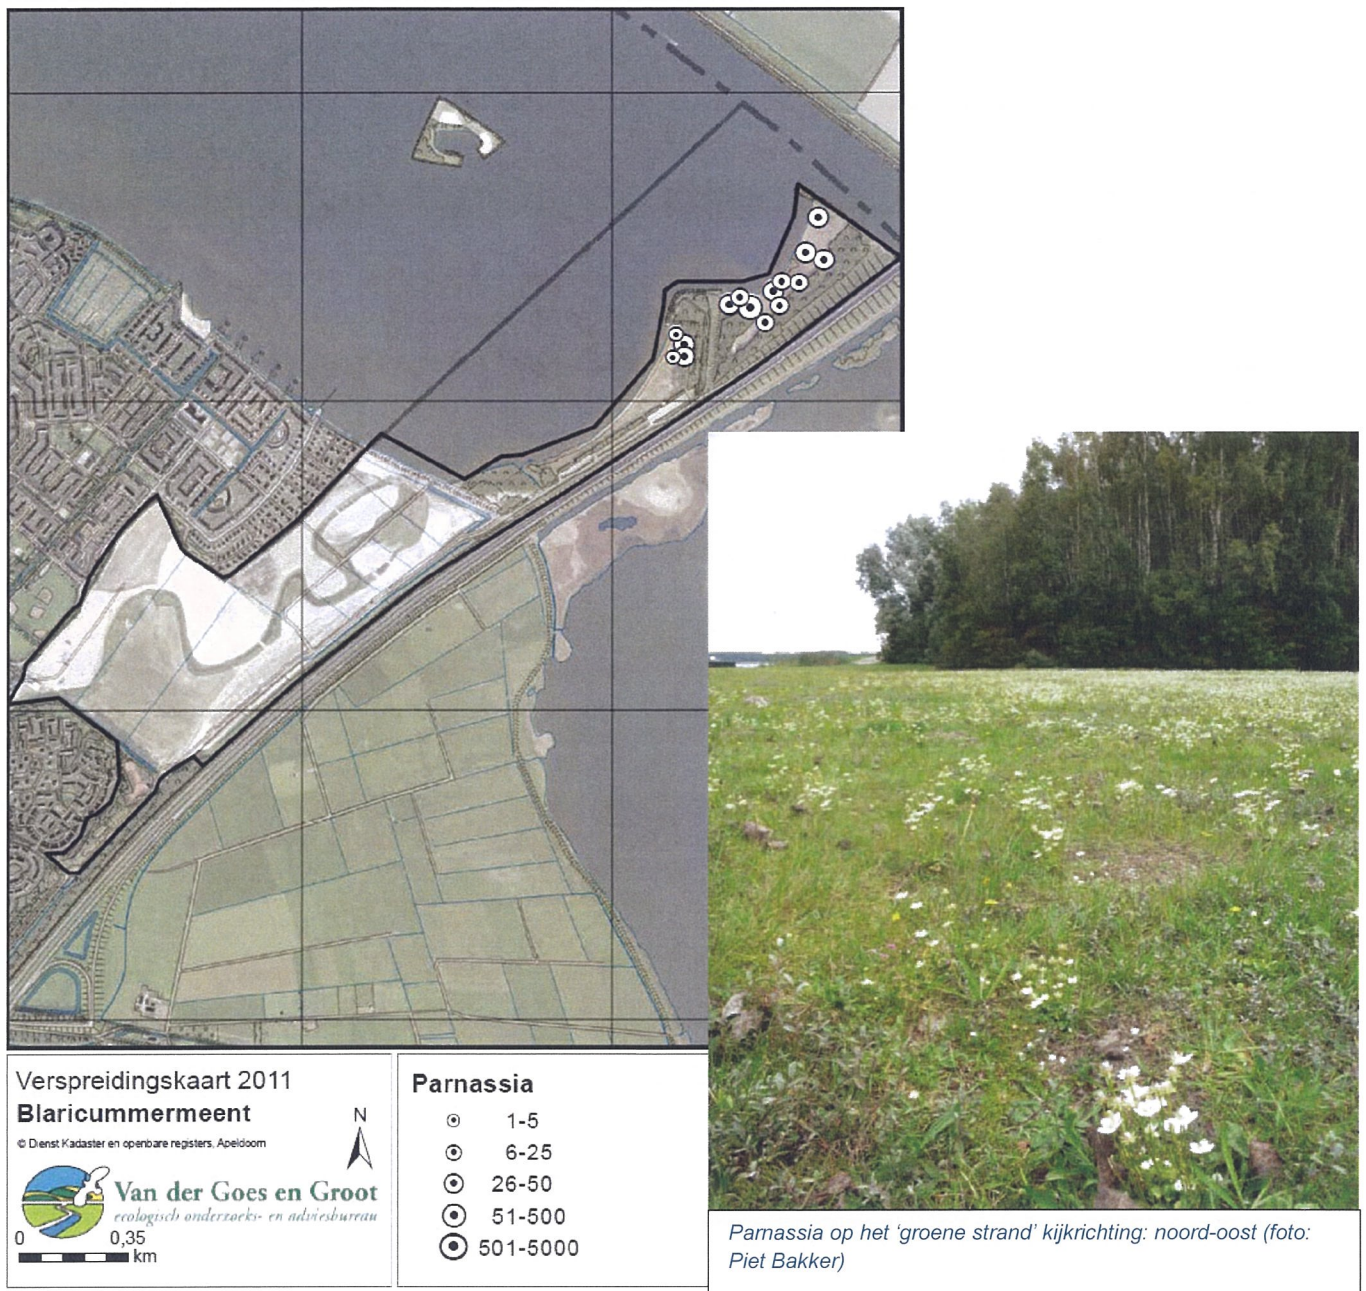 Verspreidingskaart 2011
Blaricummermeent
© Dienst Kadaster en openbare registers, Apeldoorn
N
Van der Goes en Groot
ecologisch onderzoeks- en adviesbureau
0 0,35
km
Parnassia
1-5
6-25
26-50
51-500
501-5000
Parnassia op het ‘groene strand’ kijkrichting: noord-oost (foto:
Piet Bakker)